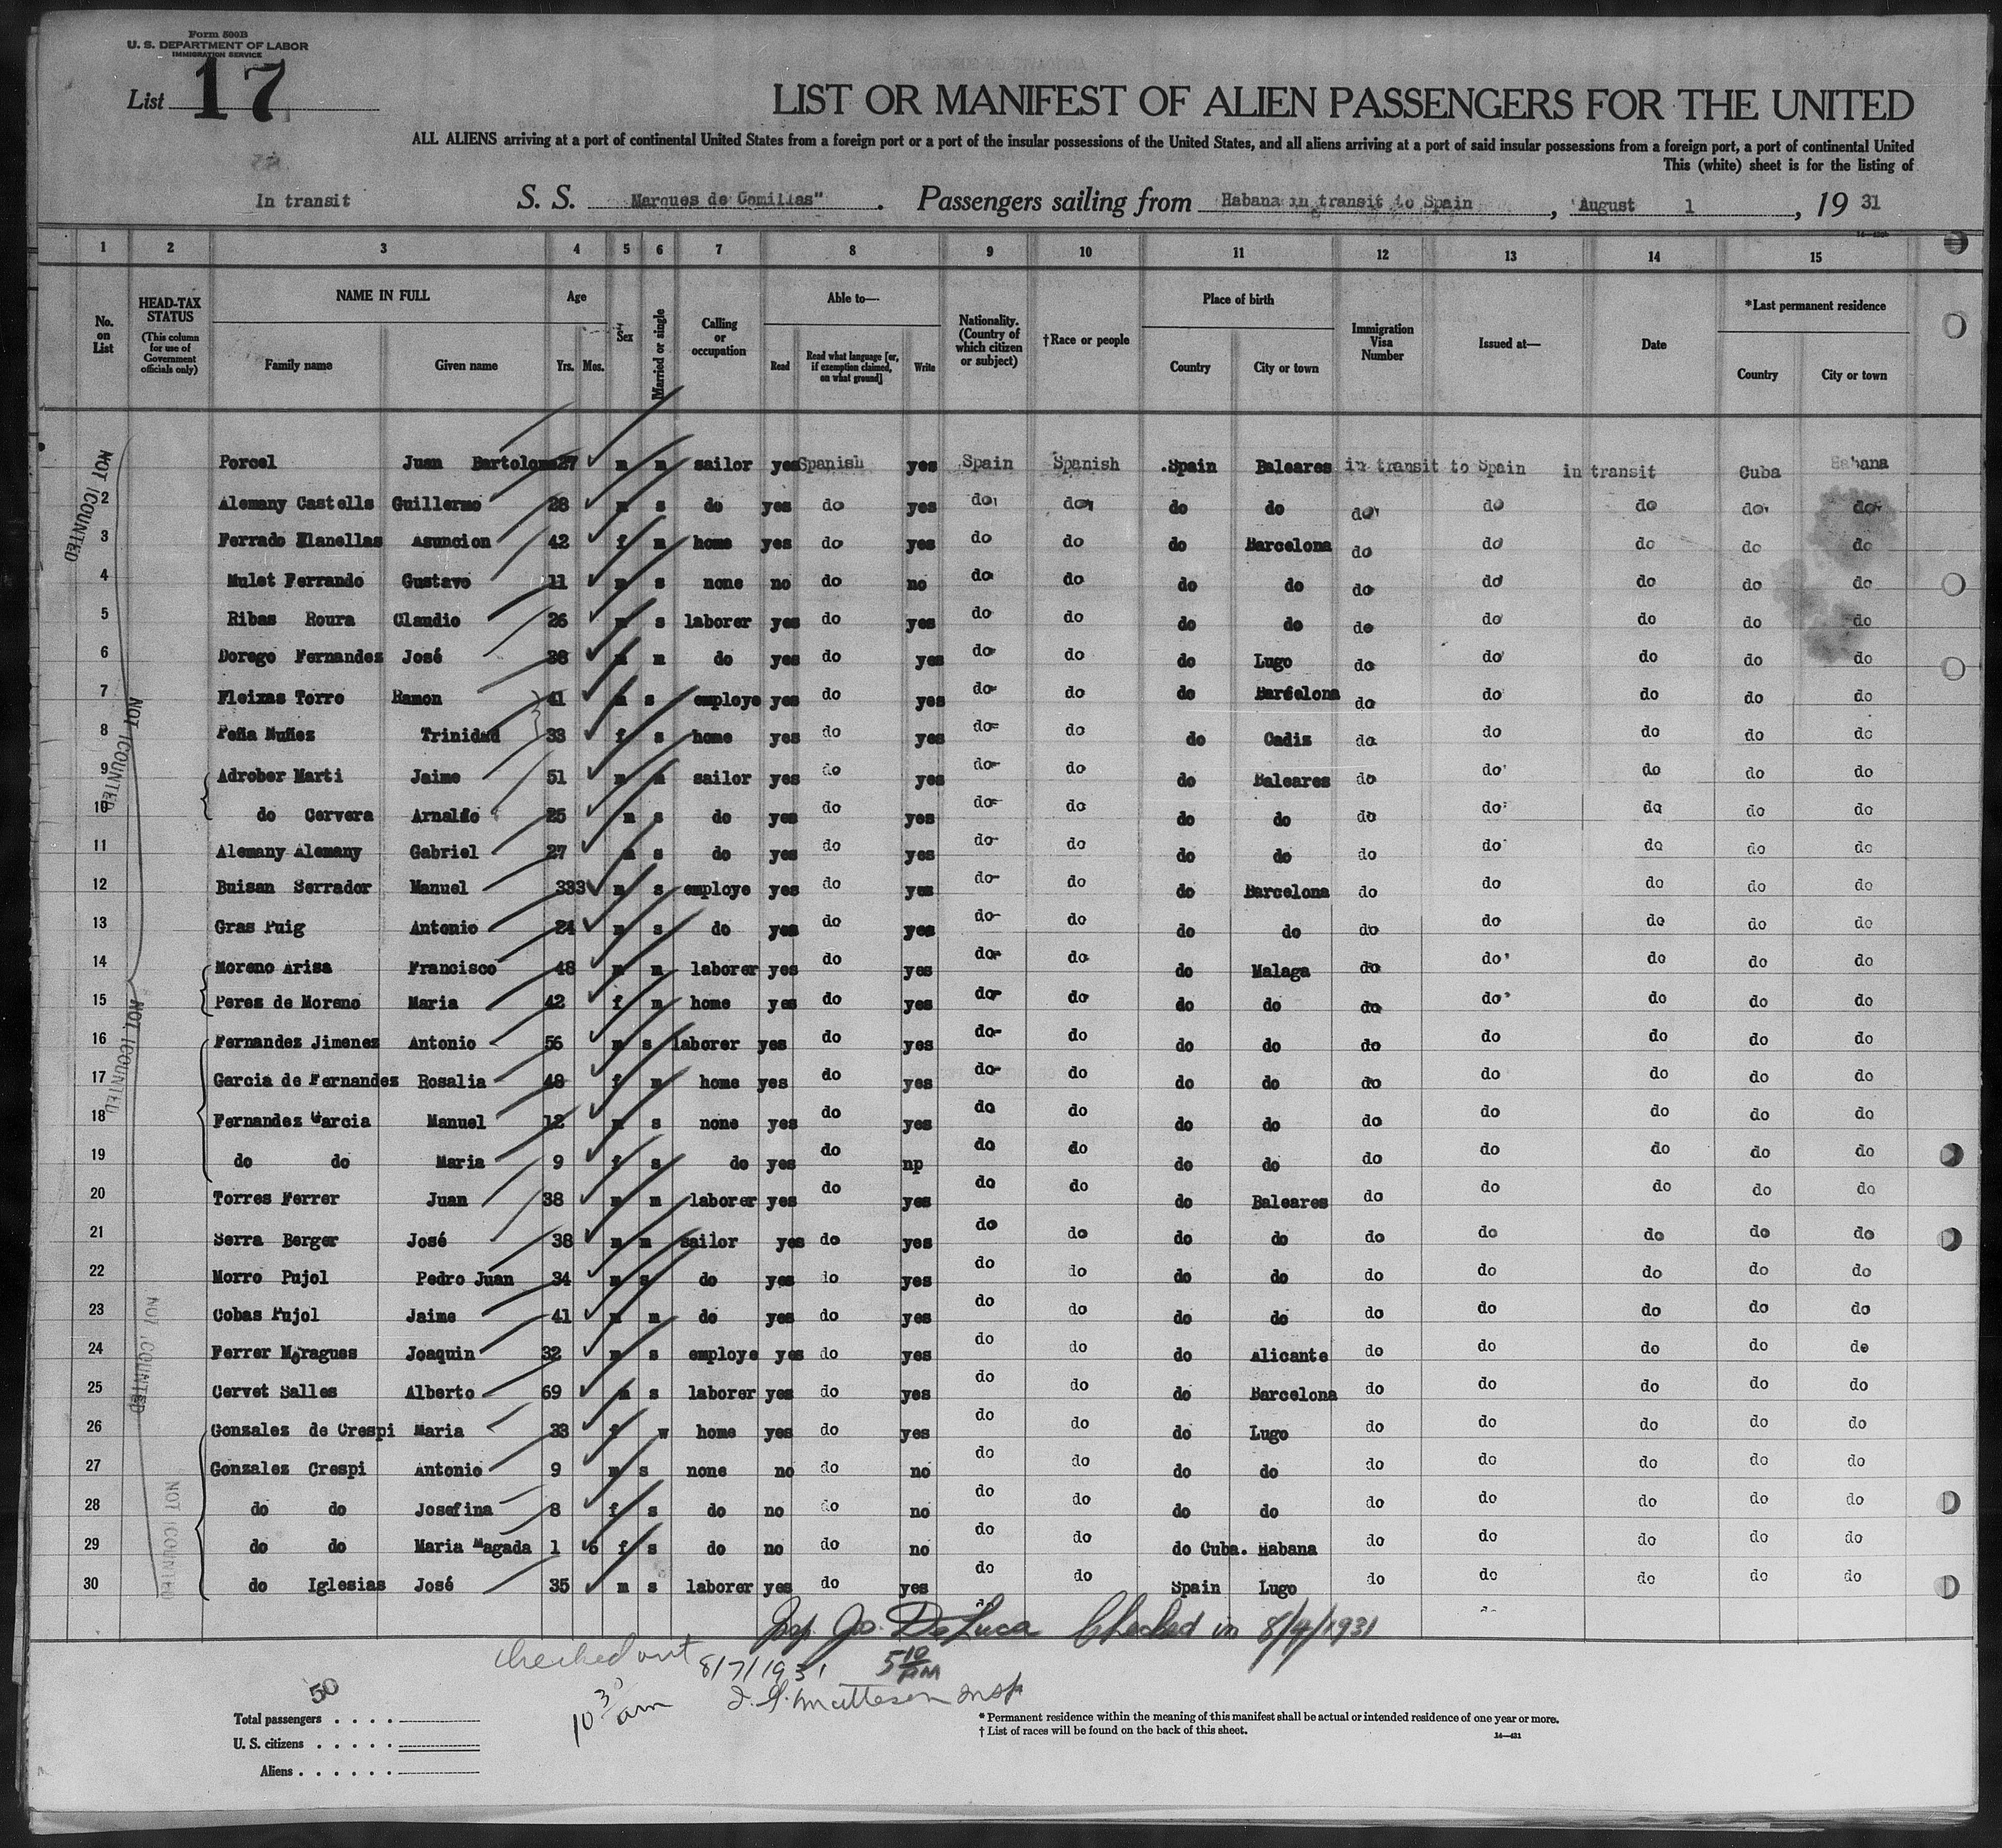 Form 500B
U. S. DEPARTMENT OF LABOR
IMMIGRATION SERVICE
List 17
LIST OR MANIFEST OF ALIEN PASSENGERS FOR THE UNITED
ALL ALIENS arriving at a port of continental United States from a foreign port or a port of the insular possessions of the United States, and all aliens arriving at a port of said insular possessions from a foreign port, a port of continental United
This (white) sheet is for the listing of
In transit S. S. Marques de Comillas" . Passengers sailing from Habana in transit to Spain , August 1 , 19 31
1 2 3 4 5 6 7 8 9 10 11 12 13 14 15
No. on List
HEAD-TAX STATUS
(This column for use of Government officials only)
NAME IN FULL
Family name Given name
Age
Yrs. Mos.
Sex
Married or single
Calling or occupation
Able to—
Read Read what language [or, if exemption claimed, on what ground] Write
Nationality. (Country of which citizen or subject)
†Race or people
Place of birth
Country City or town
Immigration Visa Number
Issued at—
Date
*Last permanent residence
Country City or town
Porcel Juan Bartolome 27 m m sailor yes Spanish yes Spain Spanish Spain Baleares in transit to Spain in transit Cuba Habana
2 Alemany Castells Guillermo 28 m s do yes do yes do do do do do do do do do
3 Ferrado Llanellas Asuncion 42 f m home yes do yes do do do Barcelona do do do do do
4 Mulet Ferrando Gustavo 11 m s none no do no do do do do do do do do do
5 Ribas Roura Claudio 26 m s laborer yes do yes do do do do do do do do do
6 Dorego Fernandez José 38 m m do yes do yes do do do Lugo do do do do do
7 Fleixas Torro Ramon 41 m s employe yes do yes do do do Barcelona do do do do do
8 Peña Nuñez Trinidad 33 f s home yes do yes do do do Cadiz do do do do do
9 Adrober Marti Jaime 51 m m sailor yes do yes do do do Baleares do do do do do
10 do Cervera Arnaldo 25 m s do yes do yes do do do do do do do do do
11 Alemany Alemany Gabriel 27 m s do yes do yes do do do do do do do do do
12 Buisan Serrador Manuel 333 m s employe yes do yes do do do Barcelona do do do do do
13 Gras Puig Antonio 24 m s do yes do yes do do do do do do do do do
14 Moreno Arisa Francisco 48 m m laborer yes do yes do do do Malaga do do do do do
15 Peres de Moreno Maria 42 f m home yes do yes do do do do do do do do do
16 Fernandez Jimenez Antonio 56 m s laborer yes do yes do do do do do do do do do
17 Garcia de Fernandez Rosalia 48 f m home yes do yes do do do do do do do do do
18 Fernandez Garcia Manuel 12 m s none yes do yes do do do do do do do do do
19 do do Maria 9 f s do yes do np do do do do do do do do do
20 Torres Ferrer Juan 38 m m laborer yes do yes do do do Baleares do do do do do
21 Serra Berger José 38 m m sailor yes do yes do do do do do do do do do
22 Morro Pujol Pedro Juan 34 m s do yes do yes do do do do do do do do do
23 Cobas Pujol Jaime 41 m m do yes do yes do do do do do do do do do
24 Ferrer Moragues Joaquin 32 m s employe yes do yes do do do Alicante do do do do do
25 Cervet Salles Alberto 69 m s laborer yes do yes do do do Barcelona do do do do do
26 Gonzalez de Crespi Maria 33 f w home yes do yes do do do Lugo do do do do do
27 Gonzalez Crespi Antonio 9 m s none no do no do do do do do do do do do
28 do do Josefina 8 f s do no do no do do do do do do do do do
29 do do Maria Magada 1 6 f s do no do no do do do Cuba. Habana do do do do do
30 do Iglesias José 35 m s laborer yes do yes do do Spain Lugo do do do do do
NOT COUNTED
NOT COUNTED
NOT COUNTED
NOT COUNTED
NOT COUNTED
Insp. Jo. DeLuca Checked in 8/4/1931
5 10 PM
checked out 8/7/1931
10 30 am J. S. Matteson Insp
50
Total passengers . . . .
U. S. citizens . . . . .
Aliens . . . . . .
* Permanent residence within the meaning of this manifest shall be actual or intended residence of one year or more.
† List of races will be found on the back of this sheet.
14—431